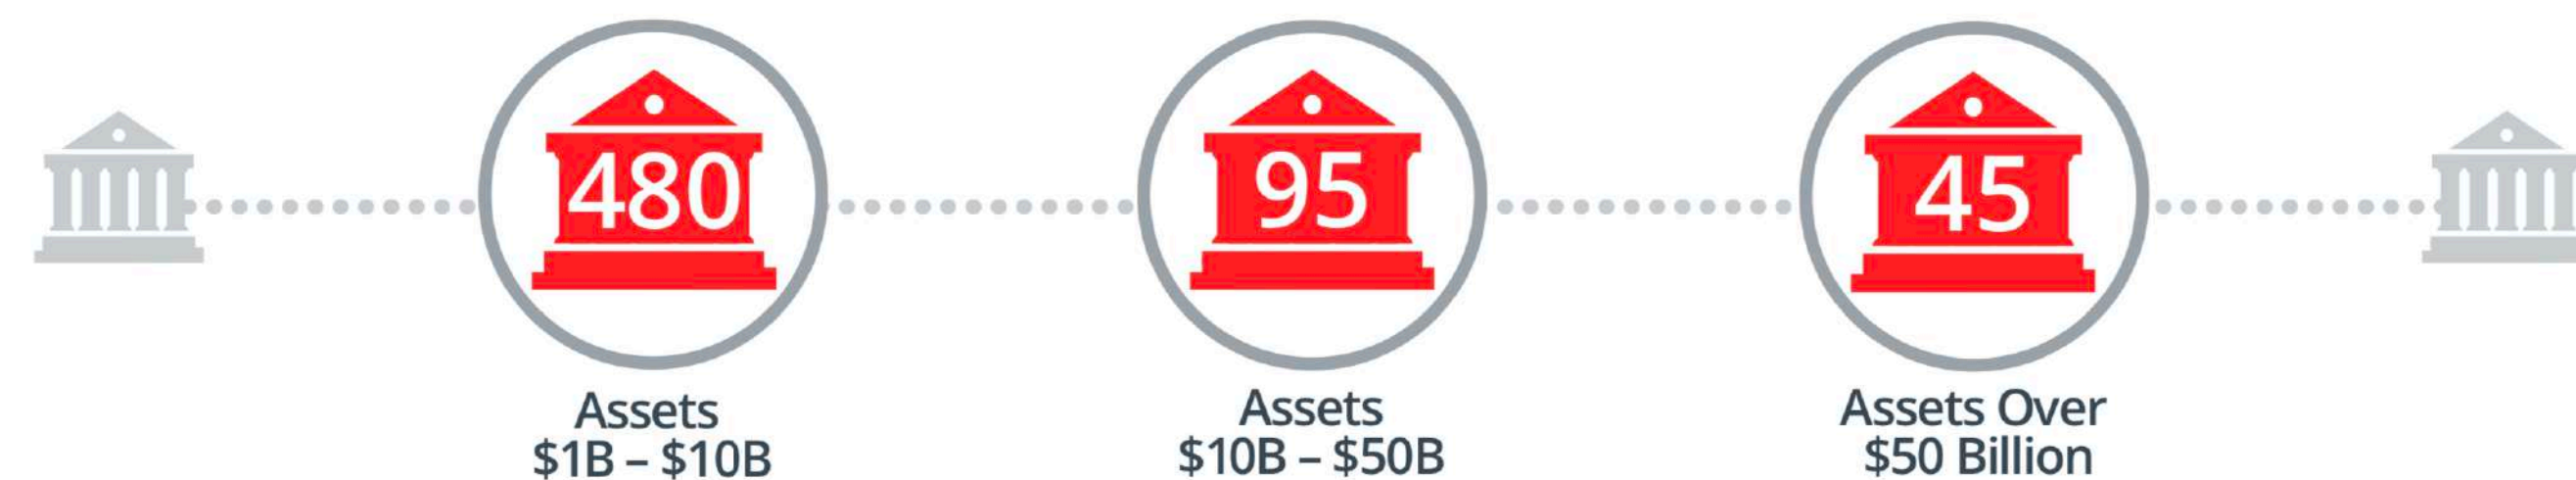 480
95
45
Assets
$1B – $10B
Assets
$10B – $50B
Assets Over
$50 Billion